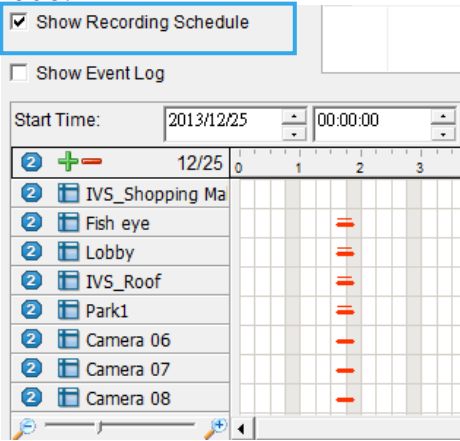 Show Recording Schedule
Show Event Log
Start Time: 2013/12/25 00:00:00
2 12/25 0 1 2 3
2 IVS_Shopping Ma
2 Fish eye
2 Lobby
2 IVS_Roof
2 Park1
2 Camera 06
2 Camera 07
2 Camera 08